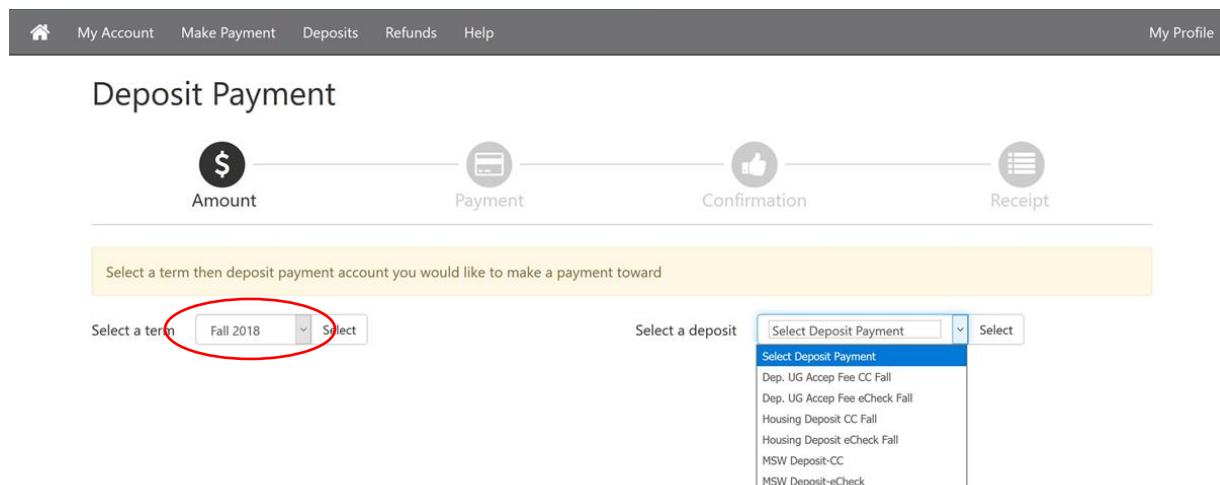 My Account Make Payment Deposits Refunds Help My Profile
Deposit Payment
$
Amount Payment Confirmation Receipt
Select a term then deposit payment account you would like to make a payment toward
Select a term Fall 2018 Select Select a deposit Select Deposit Payment Select
Select Deposit Payment
Dep. UG Accep Fee CC Fall
Dep. UG Accep Fee eCheck Fall
Housing Deposit CC Fall
Housing Deposit eCheck Fall
MSW Deposit-CC
MSW Deposit-eCheck